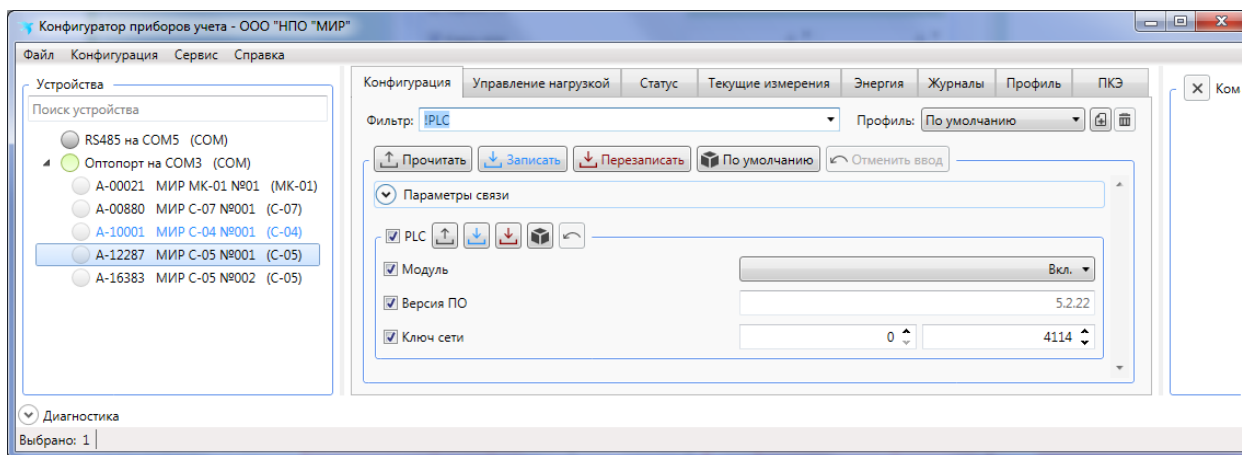 Конфигуратор приборов учета - ООО "НПО "МИР"
Файл Конфигурация Сервис Справка
Устройства
Поиск устройства
RS485 на COM5 (COM)
Оптопорт на COM3 (COM)
А-00021 МИР МК-01 №01 (МК-01)
А-00880 МИР С-07 №001 (С-07)
А-10001 МИР С-04 №001 (С-04)
А-12287 МИР С-05 №001 (С-05)
А-16383 МИР С-05 №002 (С-05)
Конфигурация Управление нагрузкой Статус Текущие измерения Энергия Журналы Профиль ПКЭ
Фильтр: !PLC Профиль: По умолчанию
Прочитать Записать Перезаписать По умолчанию Отменить ввод
Параметры связи
PLC
Модуль Вкл.
Версия ПО 5.2.22
Ключ сети 0 4114
Ком
Диагностика
Выбрано: 1